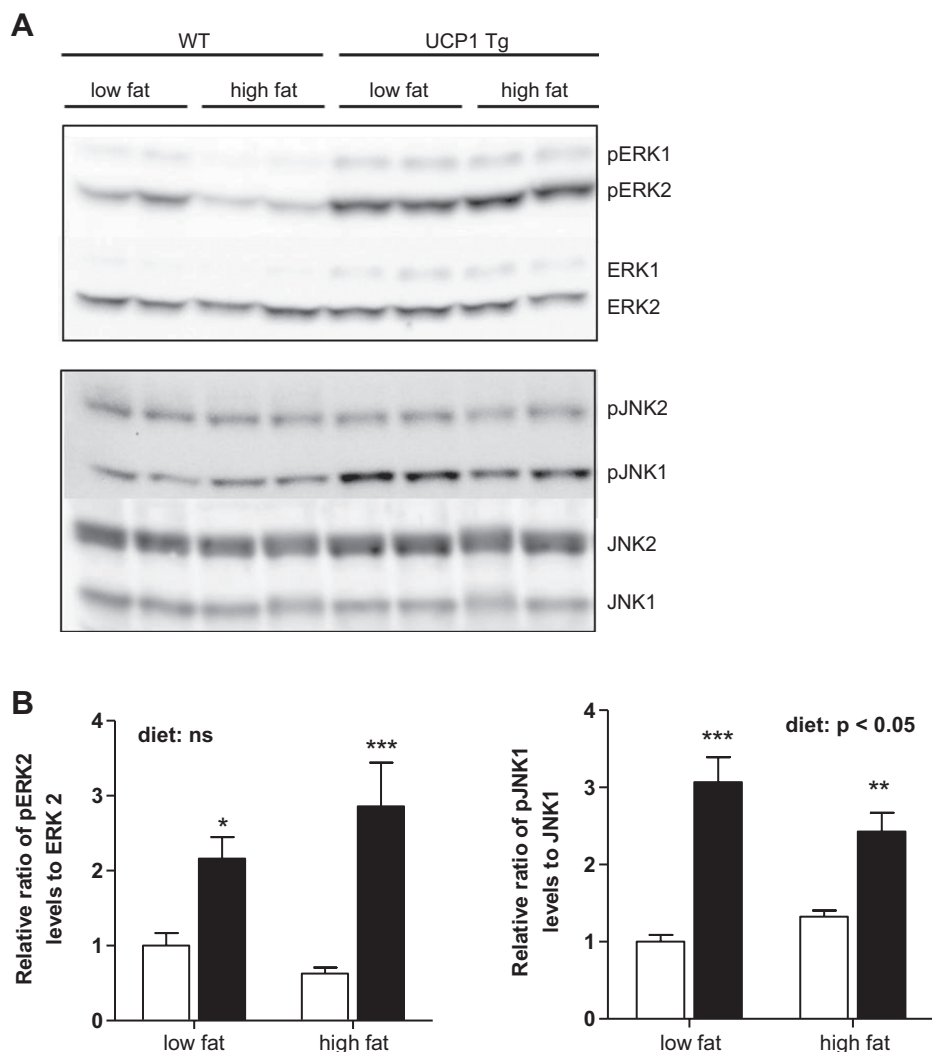 A
WT UCP1 Tg
low fat high fat low fat high fat
pERK1
pERK2
ERK1
ERK2
pJNK2
pJNK1
JNK2
JNK1
B
Relative ratio of pERK2
levels to ERK 2
4
3
2
1
0
diet: ns
*
***
low fat high fat
Relative ratio of pJNK1
levels to JNK1
4
3
2
1
0
diet: p < 0.05
***
**
low fat high fat